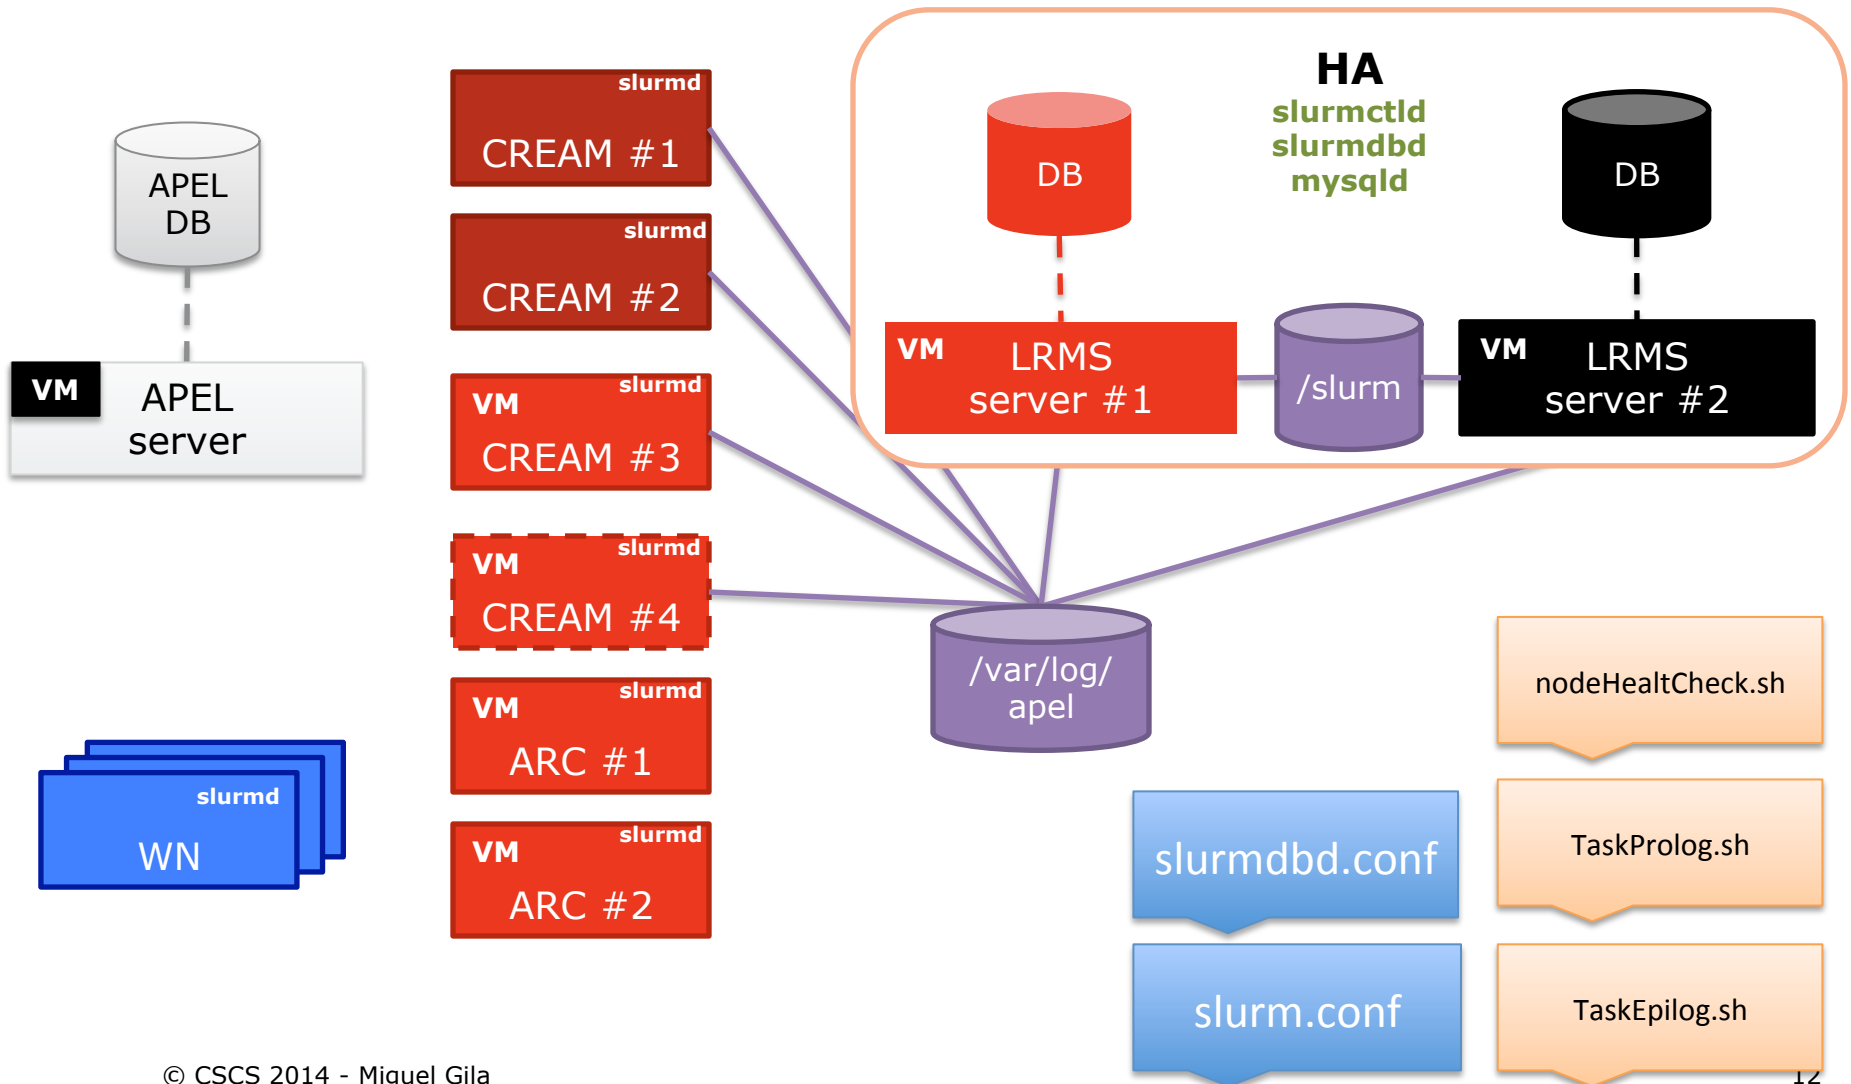 APEL
DB
VM
APEL
server
slurmd
WN
slurmd
CREAM #1
slurmd
CREAM #2
slurmd
VM
CREAM #3
slurmd
VM
CREAM #4
slurmd
VM
ARC #1
slurmd
VM
ARC #2
HA
slurmctld
slurmdbd
mysqld
DB
DB
VM
LRMS
server #1
/slurm
VM
LRMS
server #2
/var/log/
apel
nodeHealtCheck.sh
TaskProlog.sh
TaskEpilog.sh
slurmdbd.conf
slurm.conf
© CSCS 2014 - Miguel Gila
12